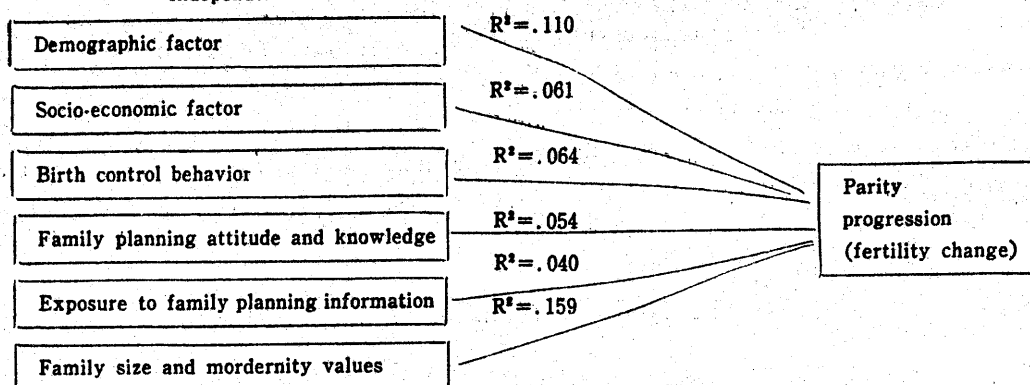 R²=.110
Demographic factor
R²=.061
Socio-economic factor
R²=.064
Birth control behavior
R²=.054
Family planning attitude and knowledge
R²=.040
Exposure to family planning information
R²=.159
Family size and mordernity values
Parity
progression
(fertility change)